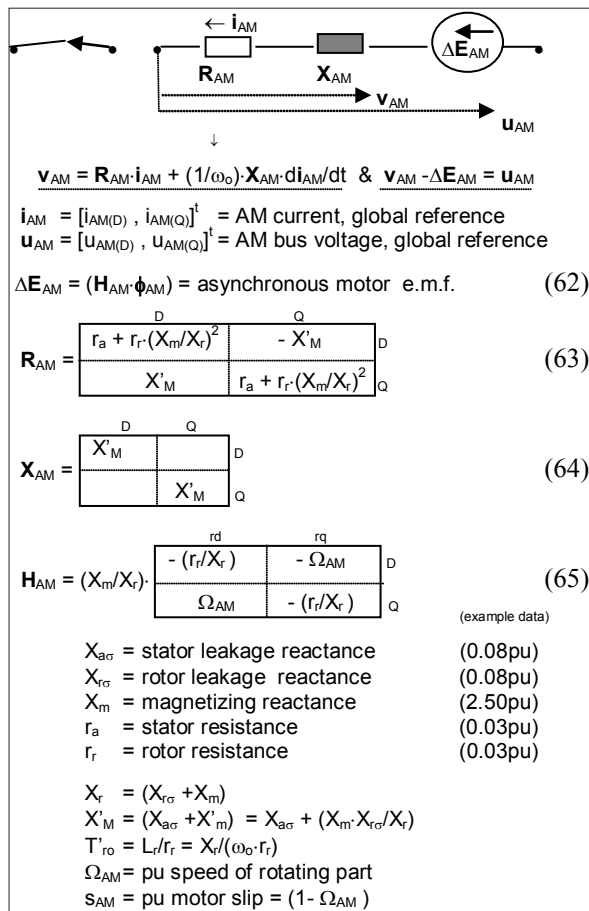 ← i_AM
ΔE_AM
R_AM X_AM
v_AM
u_AM
↓
v_AM = R_AM·i_AM + (1/ω_o)·X_AM·di_AM/dt & v_AM -ΔE_AM = u_AM
i_AM = [i_AM(D) , i_AM(Q)]^t = AM current, global reference
u_AM = [u_AM(D) , u_AM(Q)]^t = AM bus voltage, global reference
ΔE_AM = (H_AM·ϕ_AM) = asynchronous motor e.m.f. (62)
D Q
r_a + r_r·(X_m/X_r)^2 - X'_M D
R_AM = (63)
X'_M r_a + r_r·(X_m/X_r)^2 Q
D Q
X'_M D
X_AM = (64)
X'_M Q
rd rq
- (r_r/X_r) - Ω_AM D
H_AM = (X_m/X_r)· (65)
Ω_AM - (r_r/X_r) Q
(example data)
X_aσ = stator leakage reactance (0.08pu)
X_rσ = rotor leakage reactance (0.08pu)
X_m = magnetizing reactance (2.50pu)
r_a = stator resistance (0.03pu)
r_r = rotor resistance (0.03pu)
X_r = (X_rσ +X_m)
X'_M = (X_aσ +X'_m) = X_aσ + (X_m·X_rσ/X_r)
T'_ro = L_r/r_r = X_r/(ω_o·r_r)
Ω_AM= pu speed of rotating part
s_AM = pu motor slip = (1- Ω_AM )